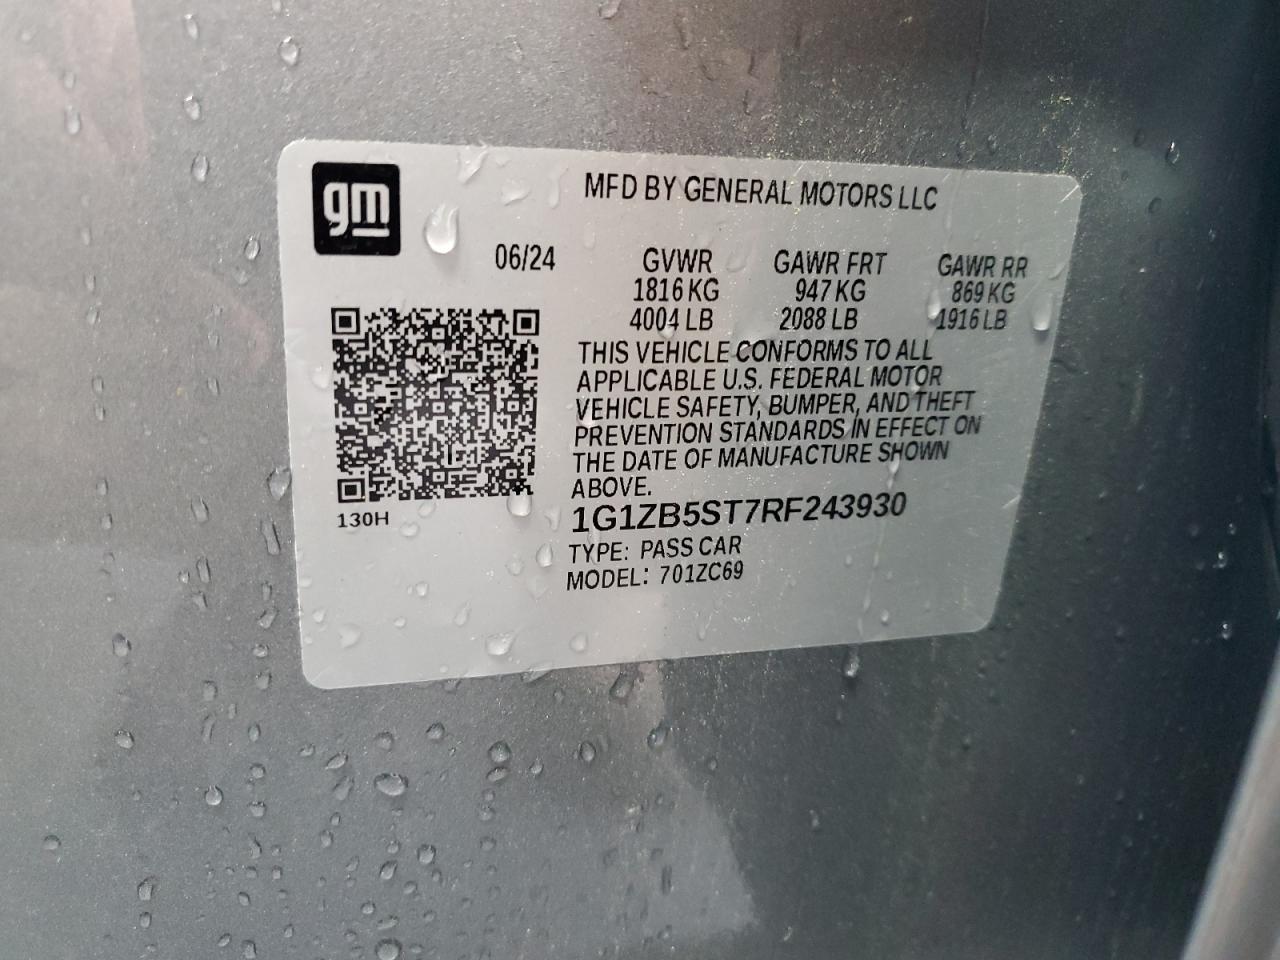 gm
MFD BY GENERAL MOTORS LLC
06/24 GVWR GAWR FRT GAWR RR
1816 KG 947 KG 869 KG
4004 LB 2088 LB 1916 LB
THIS VEHICLE CONFORMS TO ALL
APPLICABLE U.S. FEDERAL MOTOR
VEHICLE SAFETY, BUMPER, AND THEFT
PREVENTION STANDARDS IN EFFECT ON
THE DATE OF MANUFACTURE SHOWN
ABOVE.
130H
1G1ZB5ST7RF243930
TYPE: PASS CAR
MODEL: 701ZC69